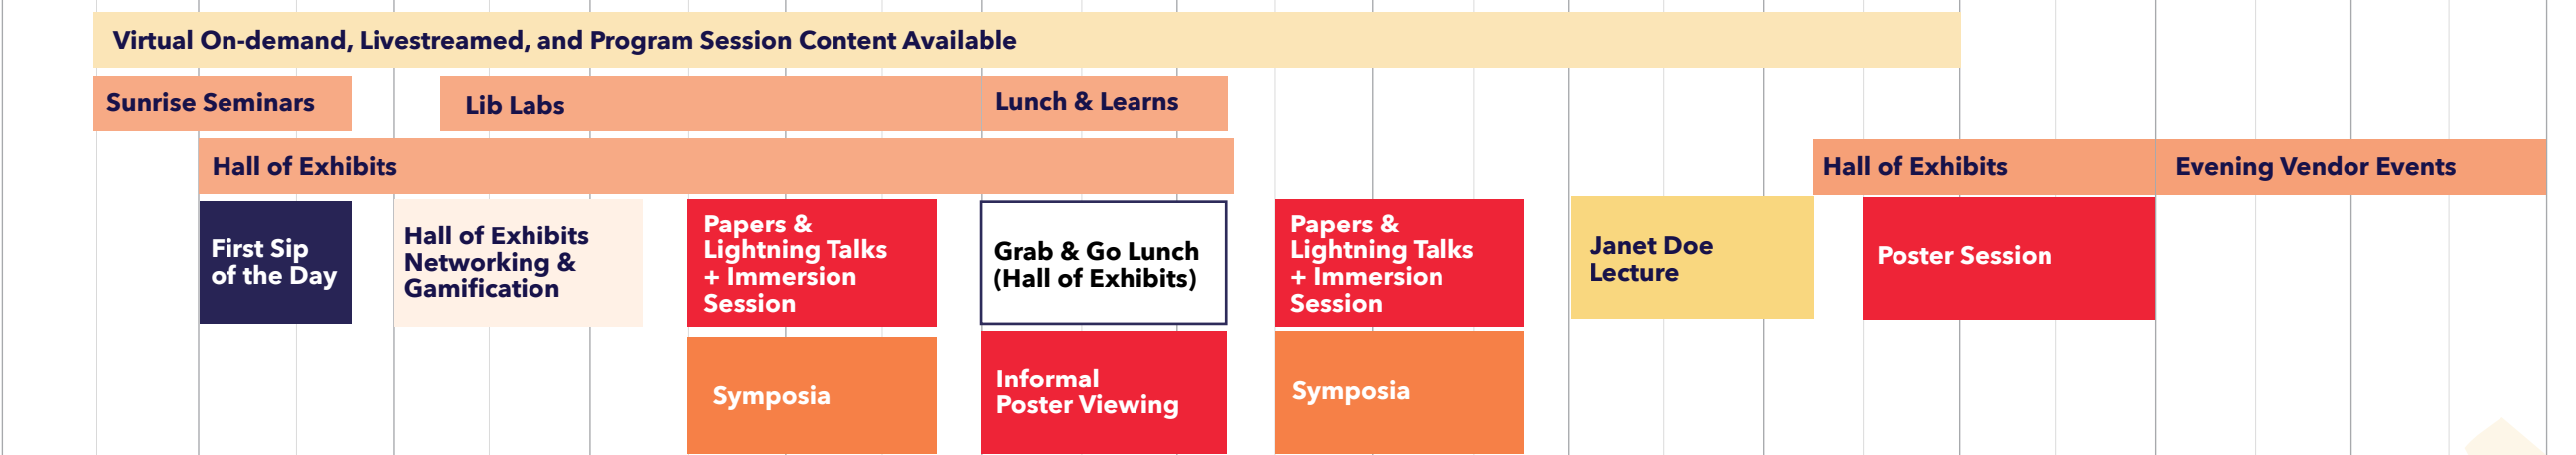 Virtual On-demand, Livestreamed, and Program Session Content Available
Sunrise Seminars
Lib Labs
Lunch & Learns
Hall of Exhibits
Hall of Exhibits
Evening Vendor Events
First Sip
of the Day
Hall of Exhibits
Networking &
Gamification
Papers &
Lightning Talks
+ Immersion
Session
Grab & Go Lunch
(Hall of Exhibits)
Papers &
Lightning Talks
+ Immersion
Session
Janet Doe
Lecture
Poster Session
Symposia
Informal
Poster Viewing
Symposia